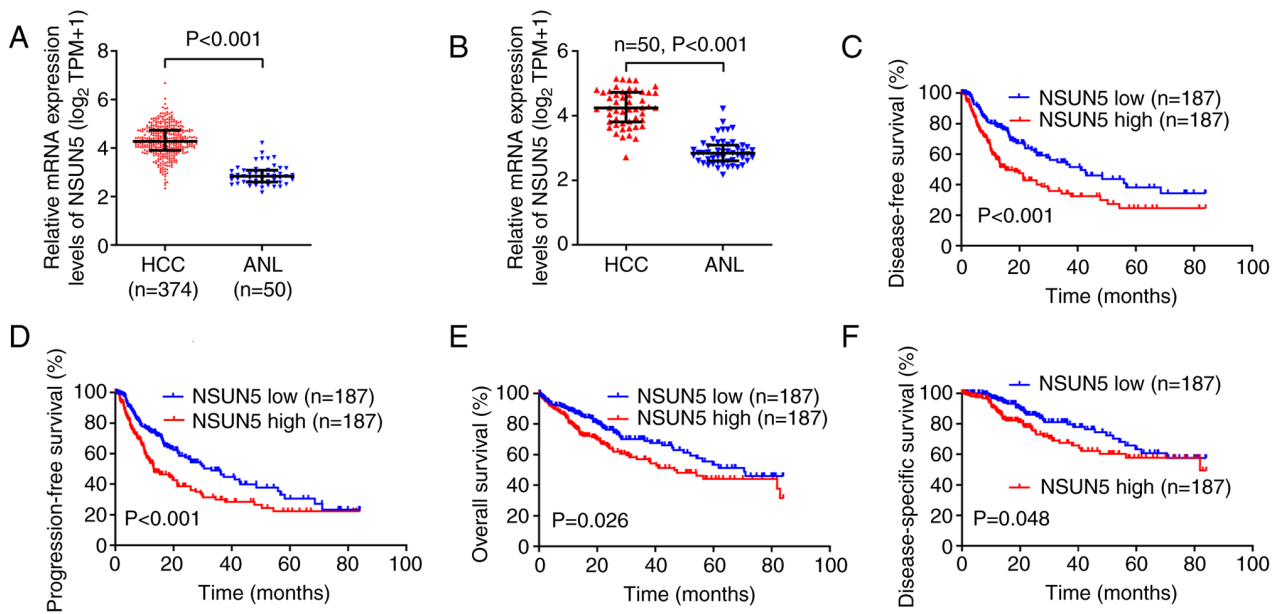 A
Relative mRNA expression
levels of NSUN5 (log2 TPM+1)
P<0.001
8
6
4
2
0
HCC
(n=374)
ANL
(n=50)
B
Relative mRNA expression
levels of NSUN5 (log2 TPM+1)
n=50, P<0.001
6
4
2
0
HCC
ANL
C
Disease-free survival (%)
100
80
60
40
20
0
NSUN5 low (n=187)
NSUN5 high (n=187)
P<0.001
0 20 40 60 80 100
Time (months)
D
Progression-free survival (%)
100
80
60
40
20
0
NSUN5 low (n=187)
NSUN5 high (n=187)
P<0.001
0 20 40 60 80 100
Time (months)
E
Overall survival (%)
100
80
60
40
20
0
NSUN5 low (n=187)
NSUN5 high (n=187)
P=0.026
0 20 40 60 80 100
Time (months)
F
Disease-specific survival (%)
100
80
60
40
20
0
NSUN5 low (n=187)
NSUN5 high (n=187)
P=0.048
0 20 40 60 80 100
Time (months)